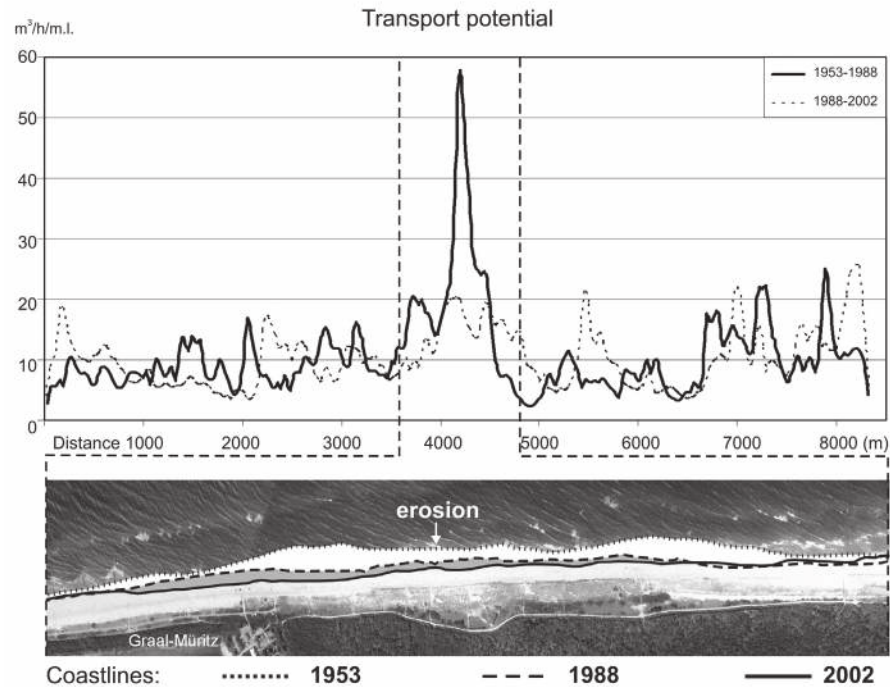 Transport potential
m³/h/m.l.
60
50
40
30
20
10
0
1953-1988
1988-2002
Distance 1000 2000 3000 4000 5000 6000 7000 8000 (m)
erosion
Graal-Müritz
Coastlines: 1953 1988 2002